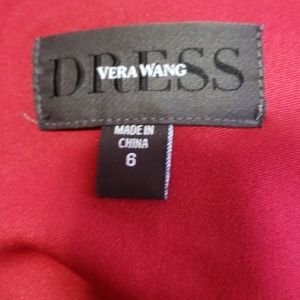 DRESS
VERA WANG
MADE IN
CHINA
6